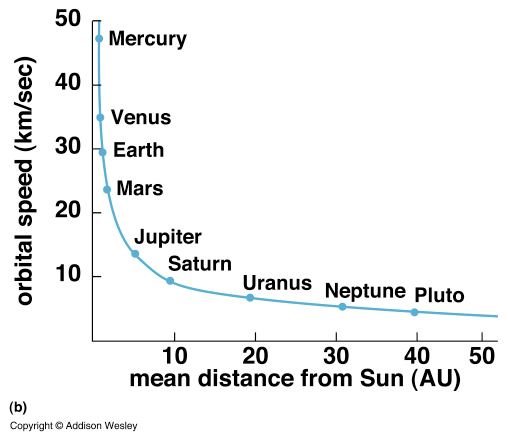 orbital speed (km/sec)
50
40
30
20
10
Mercury
Venus
Earth
Mars
Jupiter
Saturn
Uranus
Neptune
Pluto
10 20 30 40 50
mean distance from Sun (AU)
(b)
Copyright © Addison Wesley